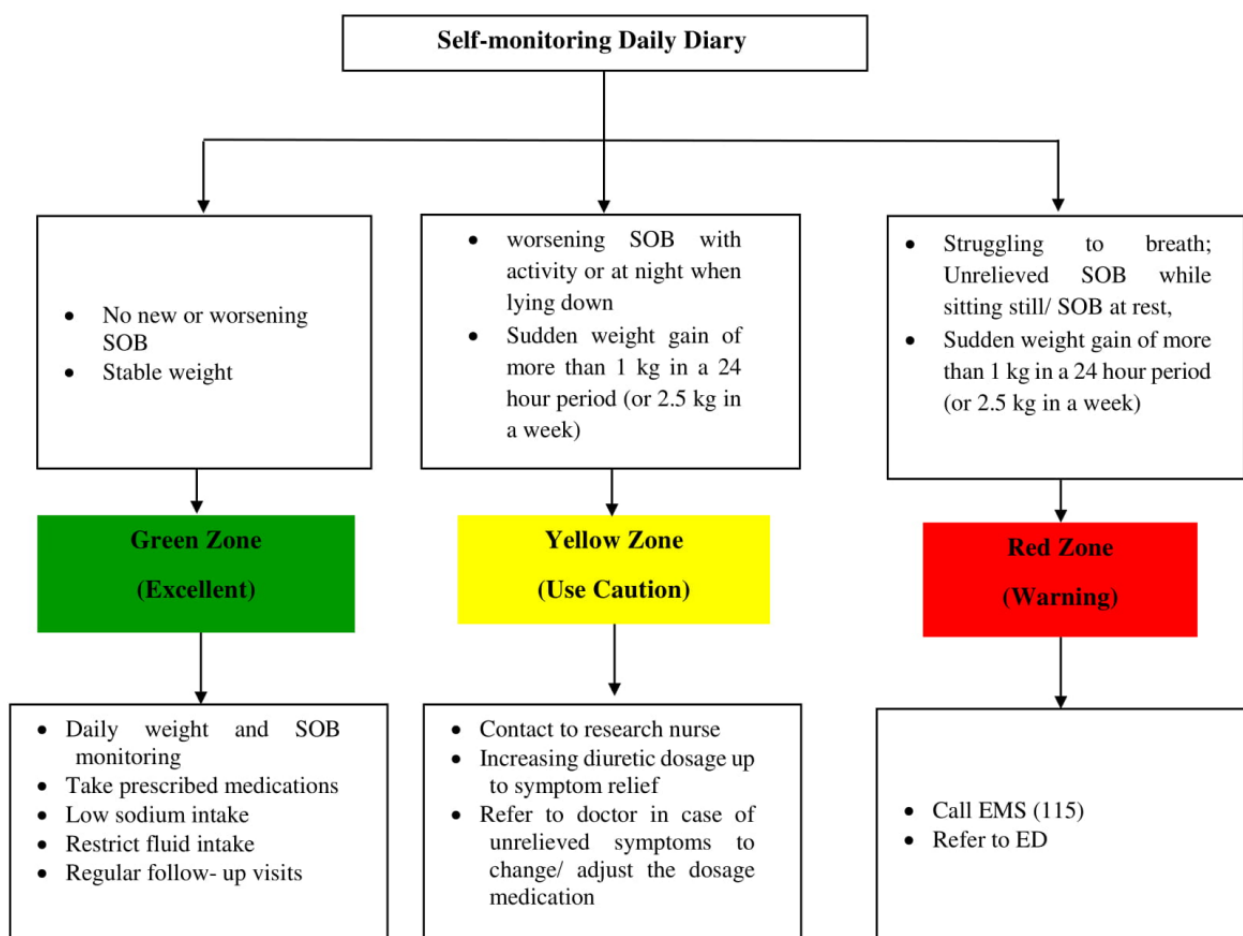 Self-monitoring Daily Diary
• No new or worsening
SOB
• Stable weight
• worsening SOB with
activity or at night when
lying down
• Sudden weight gain of
more than 1 kg in a 24
hour period (or 2.5 kg in
a week)
• Struggling to breath;
Unrelieved SOB while
sitting still/ SOB at rest,
• Sudden weight gain of more
than 1 kg in a 24 hour period
(or 2.5 kg in a week)
Green Zone
(Excellent)
Yellow Zone
(Use Caution)
Red Zone
(Warning)
• Daily weight and SOB
monitoring
• Take prescribed medications
• Low sodium intake
• Restrict fluid intake
• Regular follow- up visits
• Contact to research nurse
• Increasing diuretic dosage up
to symptom relief
• Refer to doctor in case of
unrelieved symptoms to
change/ adjust the dosage
medication
• Call EMS (115)
• Refer to ED